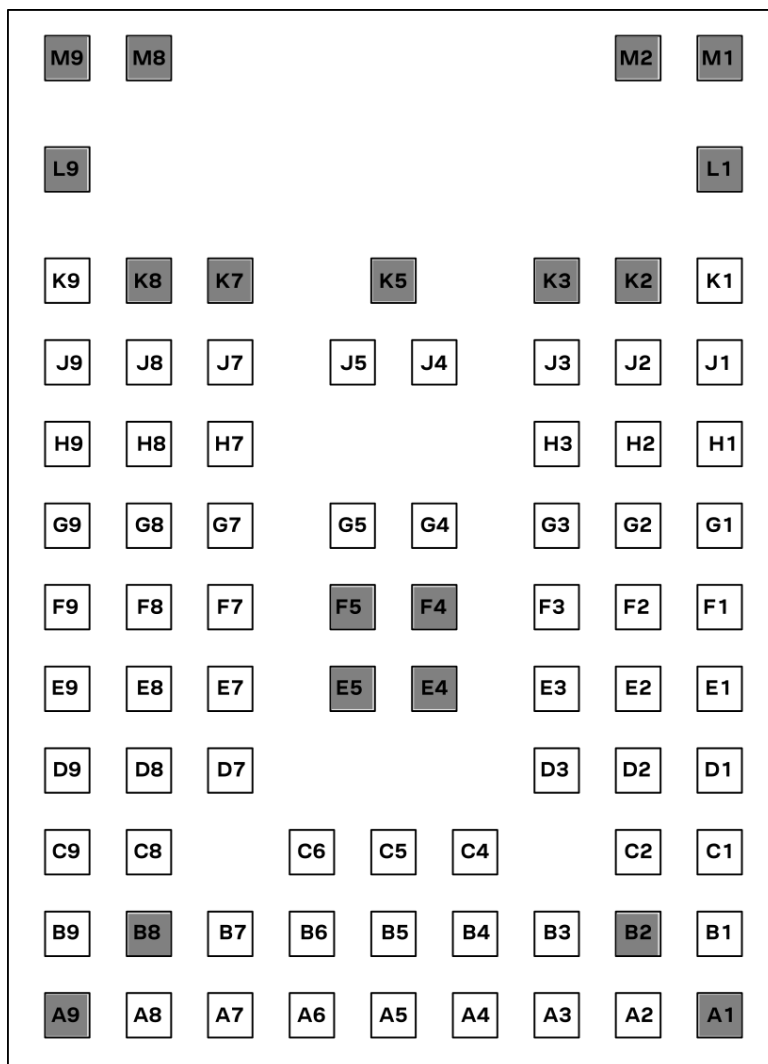 M9 M8 M2 M1
L9 L1
K9 K8 K7 K5 K3 K2 K1
J9 J8 J7 J5 J4 J3 J2 J1
H9 H8 H7 H3 H2 H1
G9 G8 G7 G5 G4 G3 G2 G1
F9 F8 F7 F5 F4 F3 F2 F1
E9 E8 E7 E5 E4 E3 E2 E1
D9 D8 D7 D3 D2 D1
C9 C8 C6 C5 C4 C2 C1
B9 B8 B7 B6 B5 B4 B3 B2 B1
A9 A8 A7 A6 A5 A4 A3 A2 A1